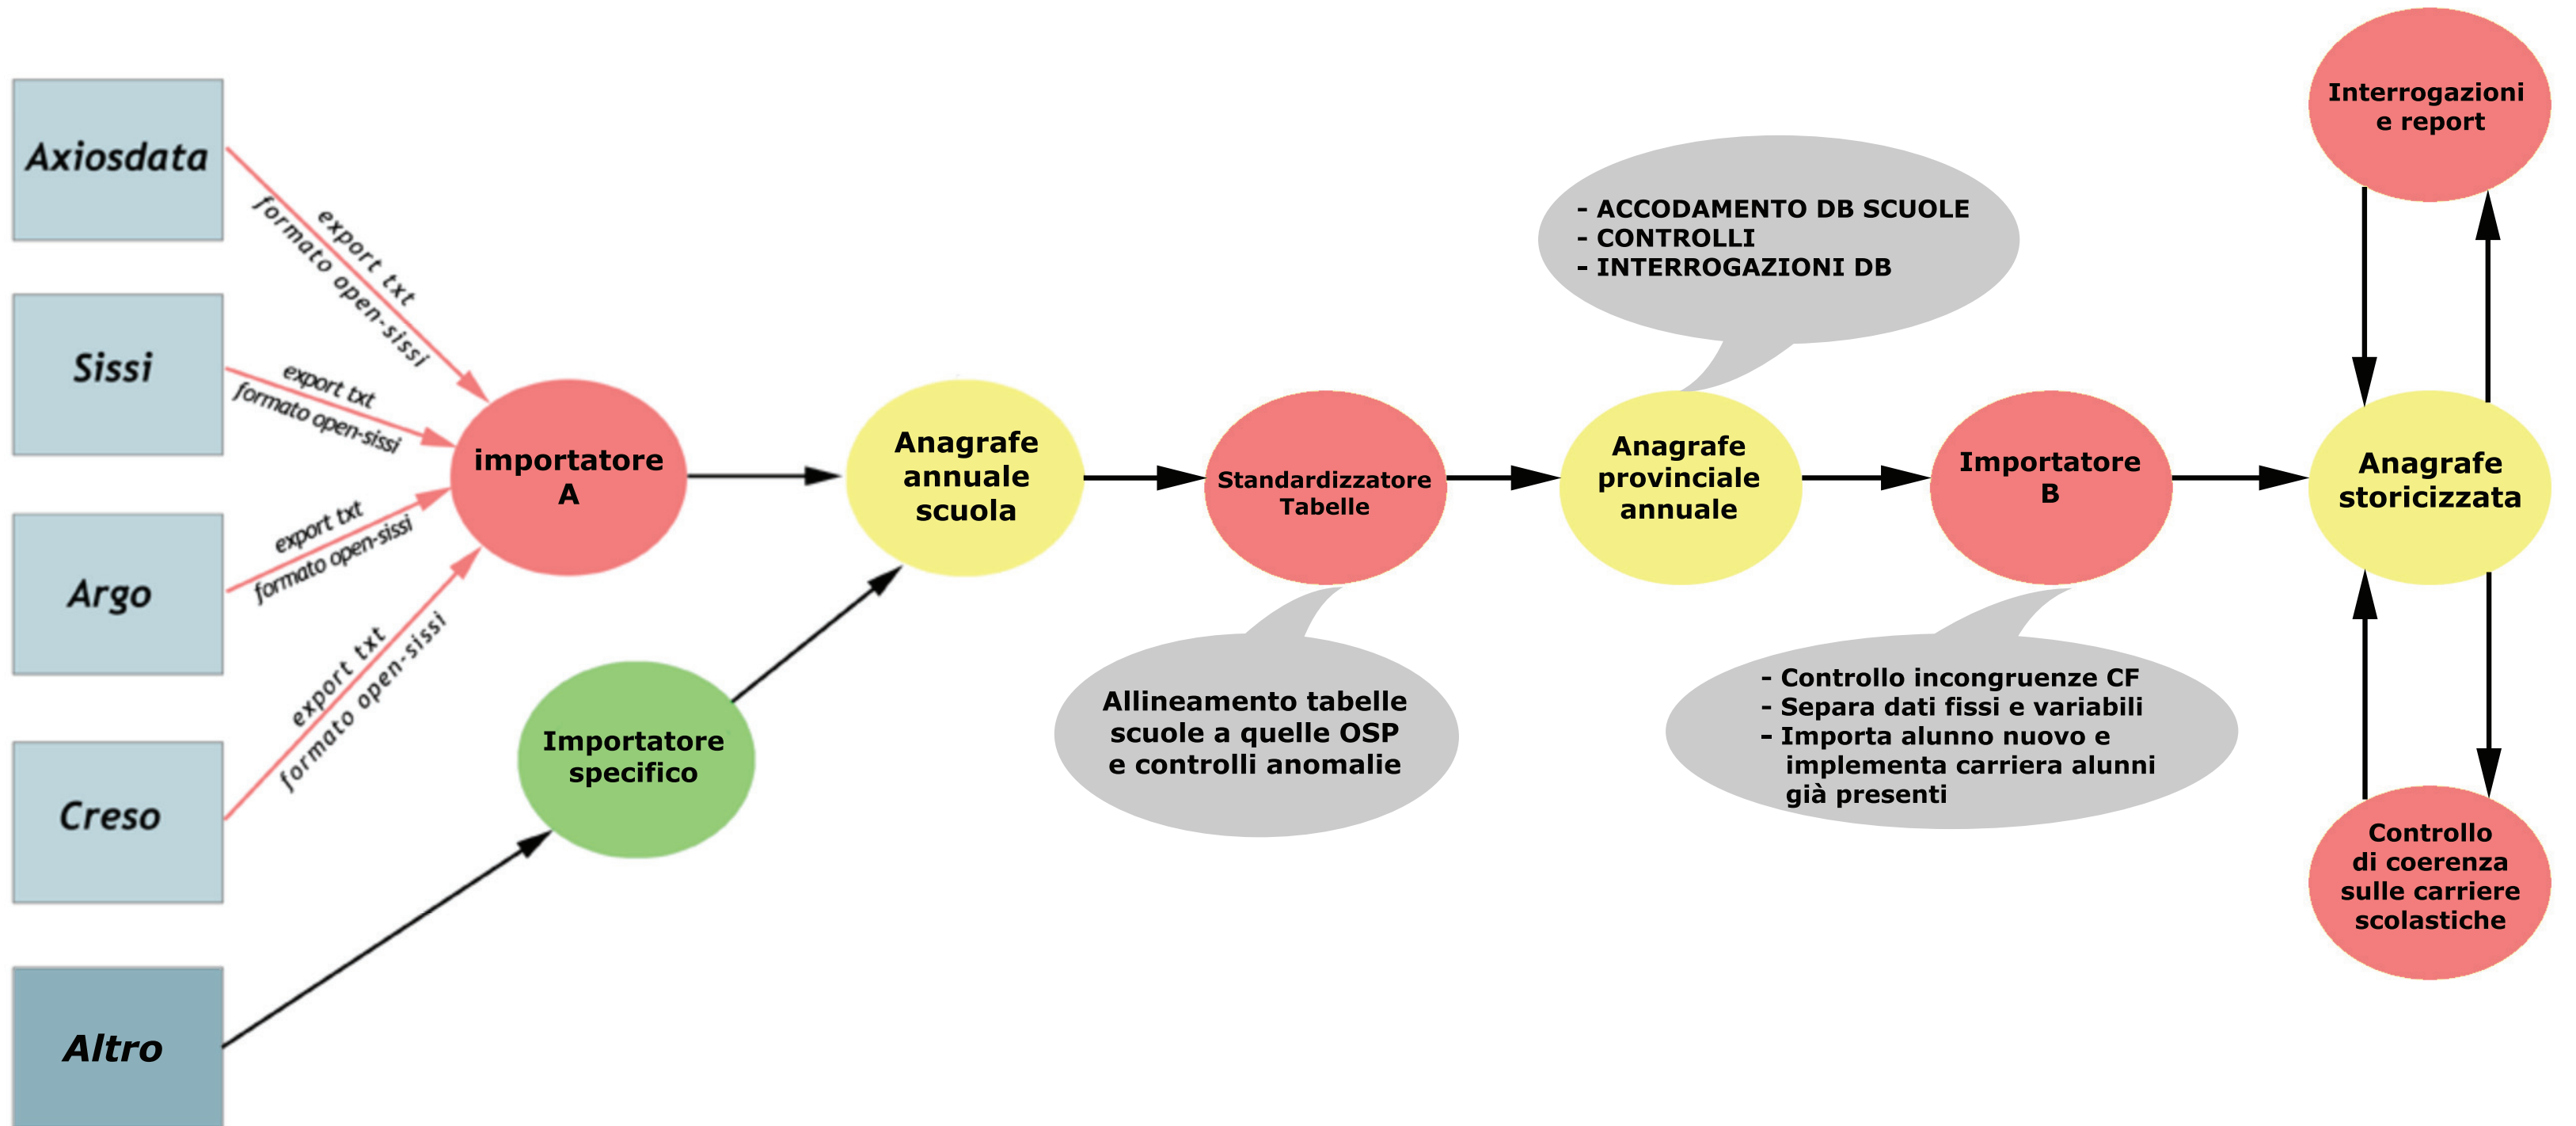 Axiosdata
export txt
formato open-sissi
Sissi
export txt
formato open-sissi
Argo
export txt
formato open-sissi
Creso
export txt
formato open-sissi
Altro
importatore
A
Importatore
specifico
Anagrafe
annuale
scuola
Standardizzatore
Tabelle
Allineamento tabelle
scuole a quelle OSP
e controlli anomalie
- ACCODAMENTO DB SCUOLE
- CONTROLLI
- INTERROGAZIONI DB
Anagrafe
provinciale
annuale
Importatore
B
- Controllo incongruenze CF
- Separa dati fissi e variabili
- Importa alunno nuovo e
implementa carriera alunni
già presenti
Interrogazioni
e report
Anagrafe
storicizzata
Controllo
di coerenza
sulle carriere
scolastiche